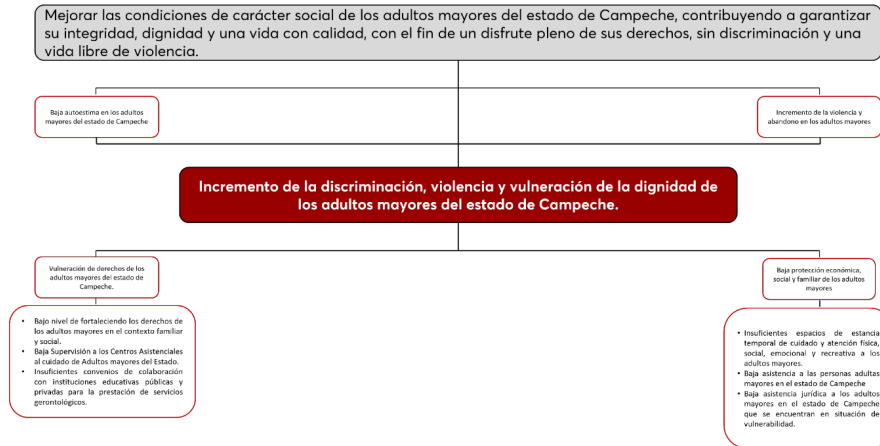 Mejorar las condiciones de carácter social de los adultos mayores del estado de Campeche, contribuyendo a garantizar
su integridad, dignidad y una vida con calidad, con el fin de un disfrute pleno de sus derechos, sin discriminación y una
vida libre de violencia.
Baja autoestima en los adultos
mayores del estado de Campeche
Incremento de la violencia y
abandono en los adultos mayores
Incremento de la discriminación, violencia y vulneración de la dignidad de
los adultos mayores del estado de Campeche.
Vulneración de derechos de los
adultos mayores del estado de
Campeche.
• Bajo nivel de fortaleciendo los derechos de
los adultos mayores en el contexto familiar
y social.
• Baja Supervisión a los Centros Asistenciales
al cuidado de Adultos mayores del Estado.
• Insuficientes convenios de colaboración
con instituciones educativas públicas y
privadas para la prestación de servicios
gerontológicos.
Baja protección económica,
social y familiar de los adultos
mayores
• Insuficientes espacios de estancia
temporal de cuidado y atención física,
social, emocional y recreativa a los
adultos mayores.
• Baja asistencia a las personas adultas
mayores en el estado de Campeche
• Baja asistencia jurídica a los adultos
mayores en el estado de Campeche
que se encuentran en situación de
vulnerabilidad.